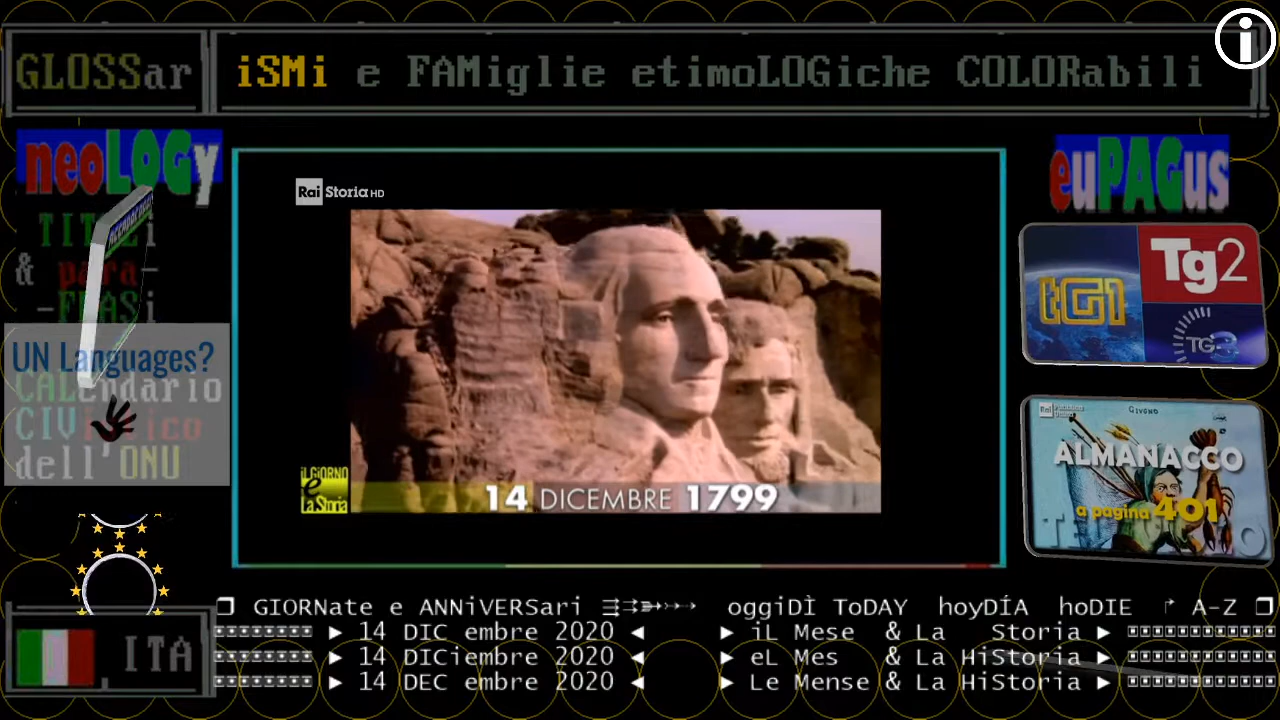 GLOSSar
iSMi e FAMiglie etimoLOGiche COLORabili
neoLOGy
euPAGus
& para-
UN Languages?
CALendario
dell'ONU
Rai Storia HD
iL GiORNO
e
La Storia
14 DICEMBRE 1799
tG1
Tg2
TG3
Rai
Giugno
ALMANACCO
a pagina 401
ITA
GIORNate e ANNiVERSari oggiDÌ ToDAY hoyDÍA hoDIE A-Z
14 DIC embre 2020 iL Mese & La Storia
14 DICiembre 2020 eL Mes & La HiStoria
14 DEC embre 2020 Le Mense & La HiStoria